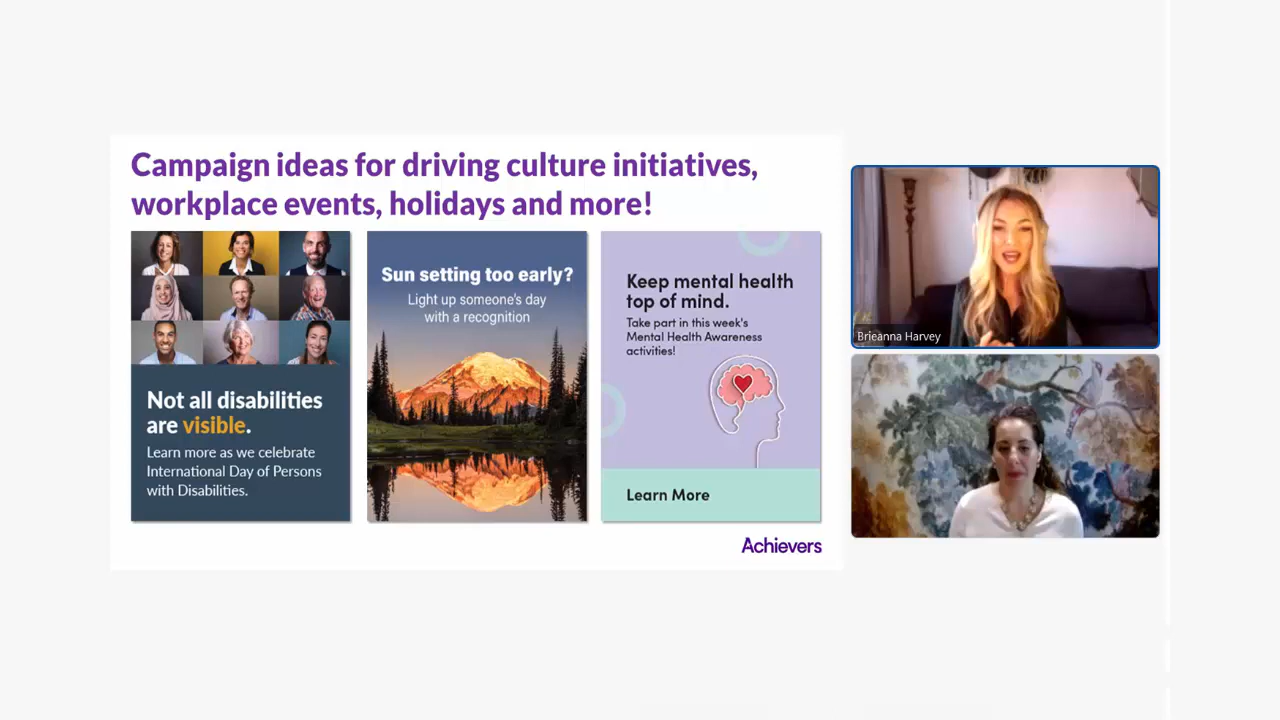 Campaign ideas for driving culture initiatives,
workplace events, holidays and more!
Not all disabilities
are visible.
Learn more as we celebrate
International Day of Persons
with Disabilities.
Sun setting too early?
Light up someone's day
with a recognition
Keep mental health
top of mind.
Take part in this week's
Mental Health Awareness
activities!
Learn More
Achievers
Brieanna Harvey